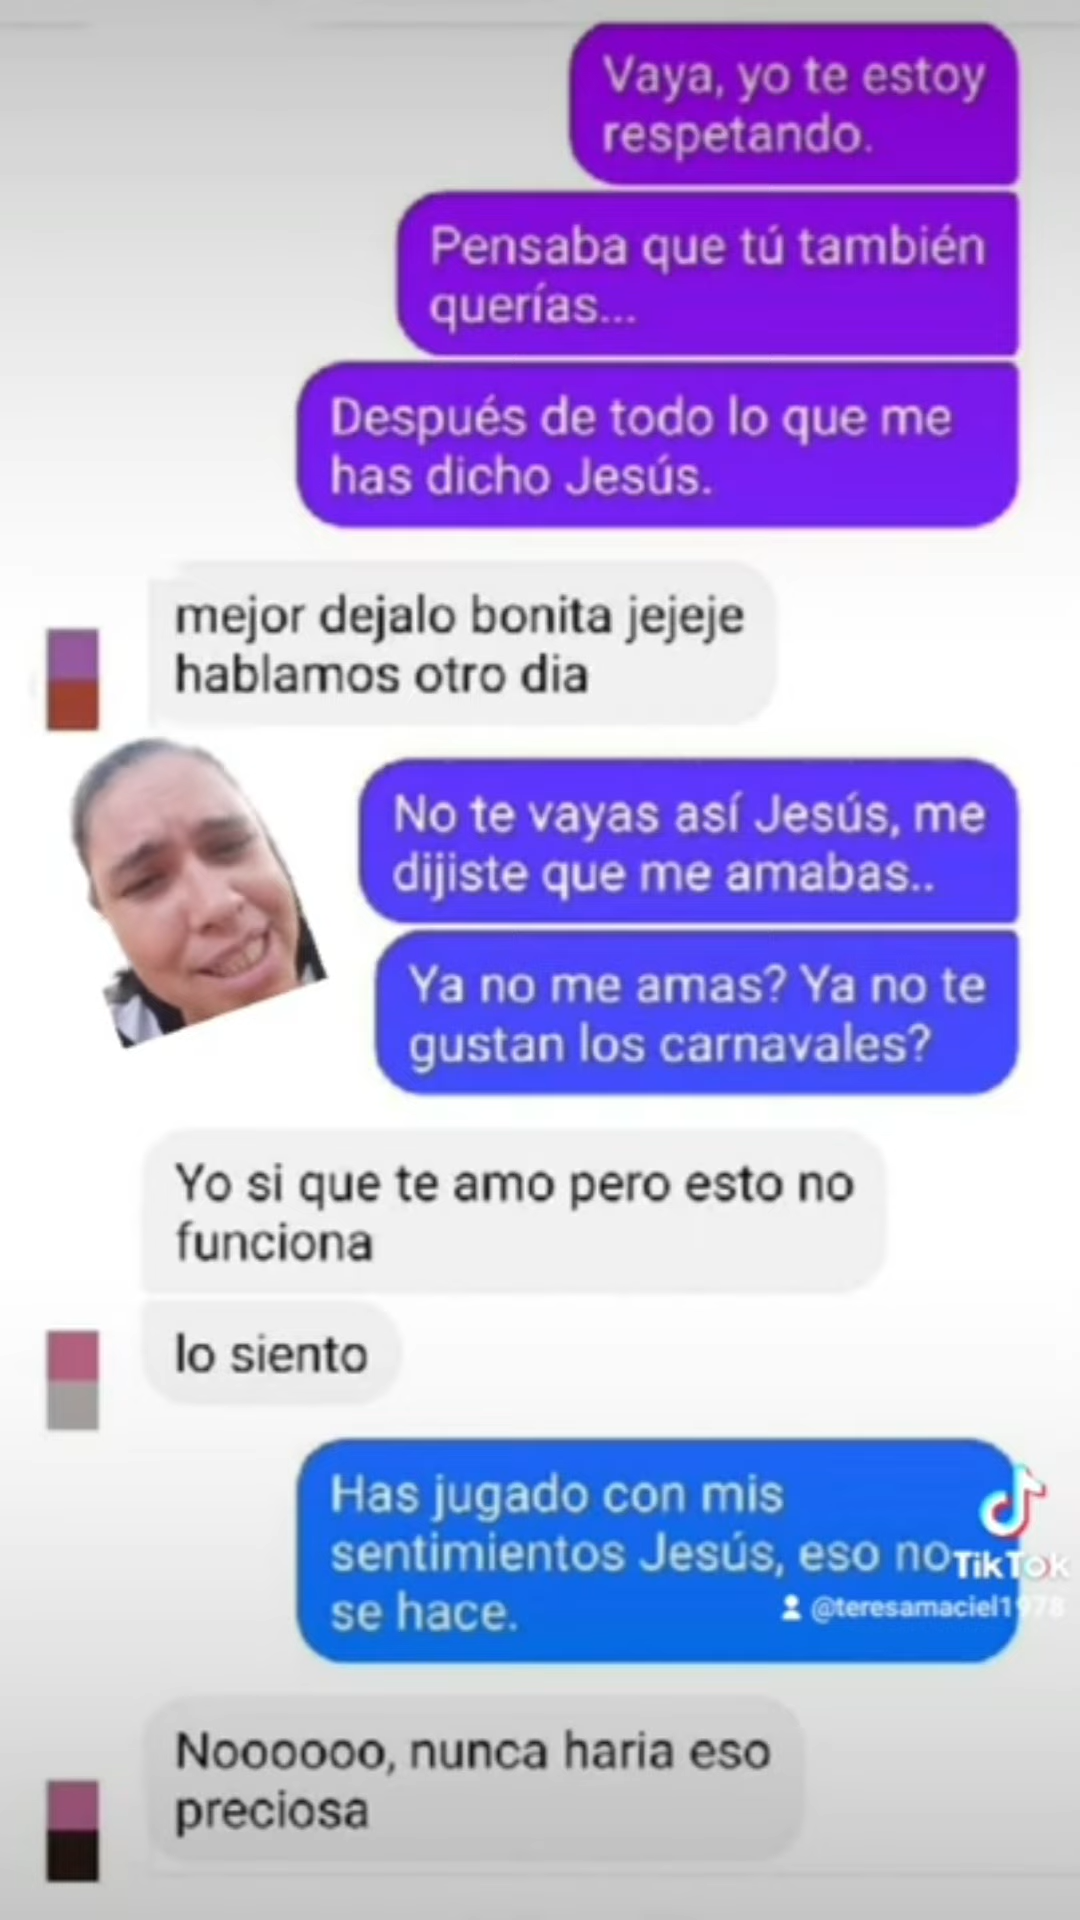 Vaya, yo te estoy
respetando.
Pensaba que tú también
querías...
Después de todo lo que me
has dicho Jesús.
mejor dejalo bonita jejeje
hablamos otro dia
No te vayas así Jesús, me
dijiste que me amabas..
Ya no me amas? Ya no te
gustan los carnavales?
Yo si que te amo pero esto no
funciona
lo siento
Has jugado con mis
sentimientos Jesús, eso no
se hace.
TikTok
@teresamaciel1978
Noooooo, nunca haria eso
preciosa